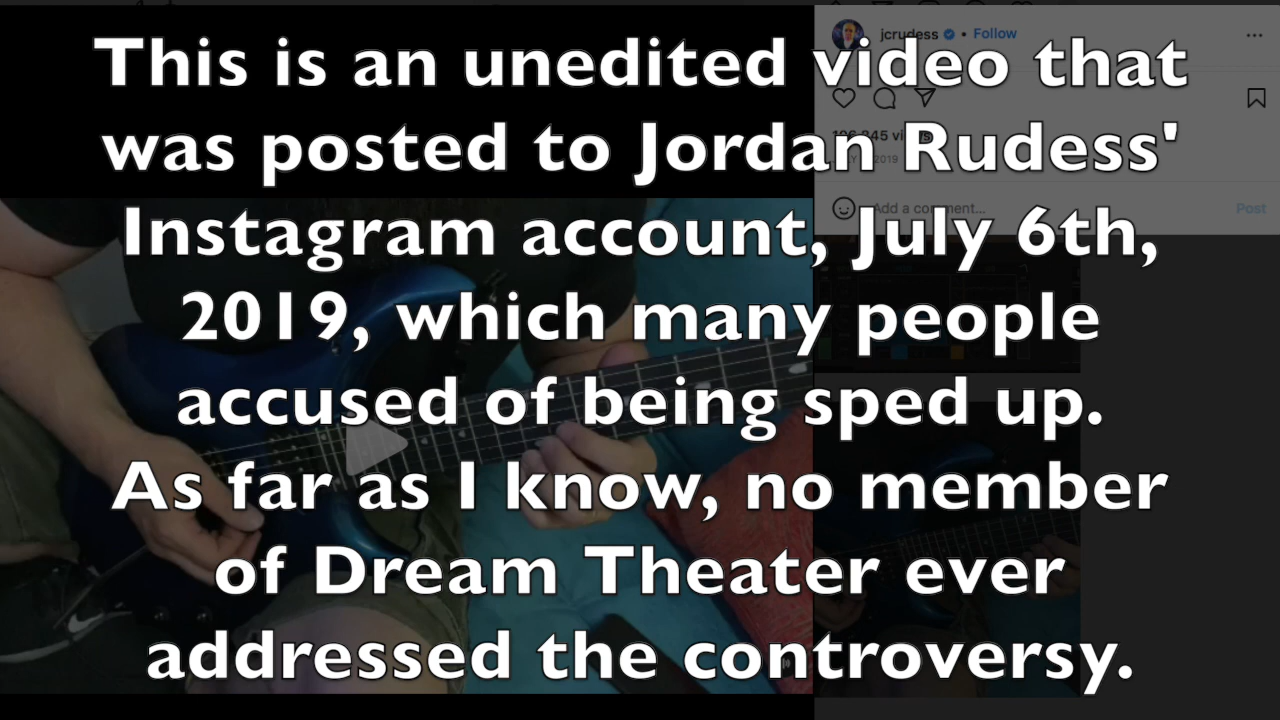 This is an unedited video that
was posted to Jordan Rudess'
Instagram account, July 6th,
2019, which many people
accused of being sped up.
As far as I know, no member
of Dream Theater ever
addressed the controversy.
jcrudess • Follow
2019
Add a comment...
Post